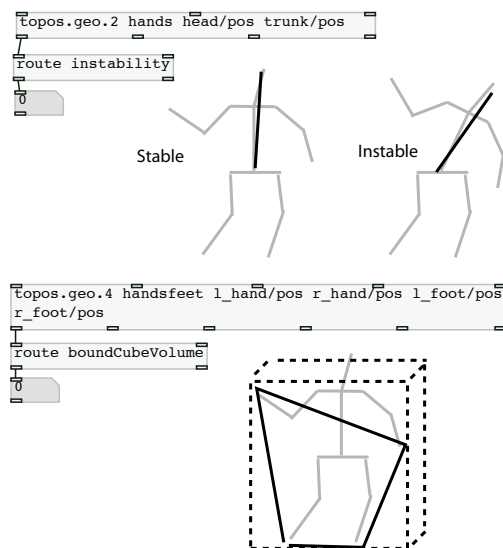 topos.geo.2 hands head/pos trunk/pos
route instability
0
Stable
Instable
topos.geo.4 handsfeet l_hand/pos r_hand/pos l_foot/pos
r_foot/pos
route boundCubeVolume
0